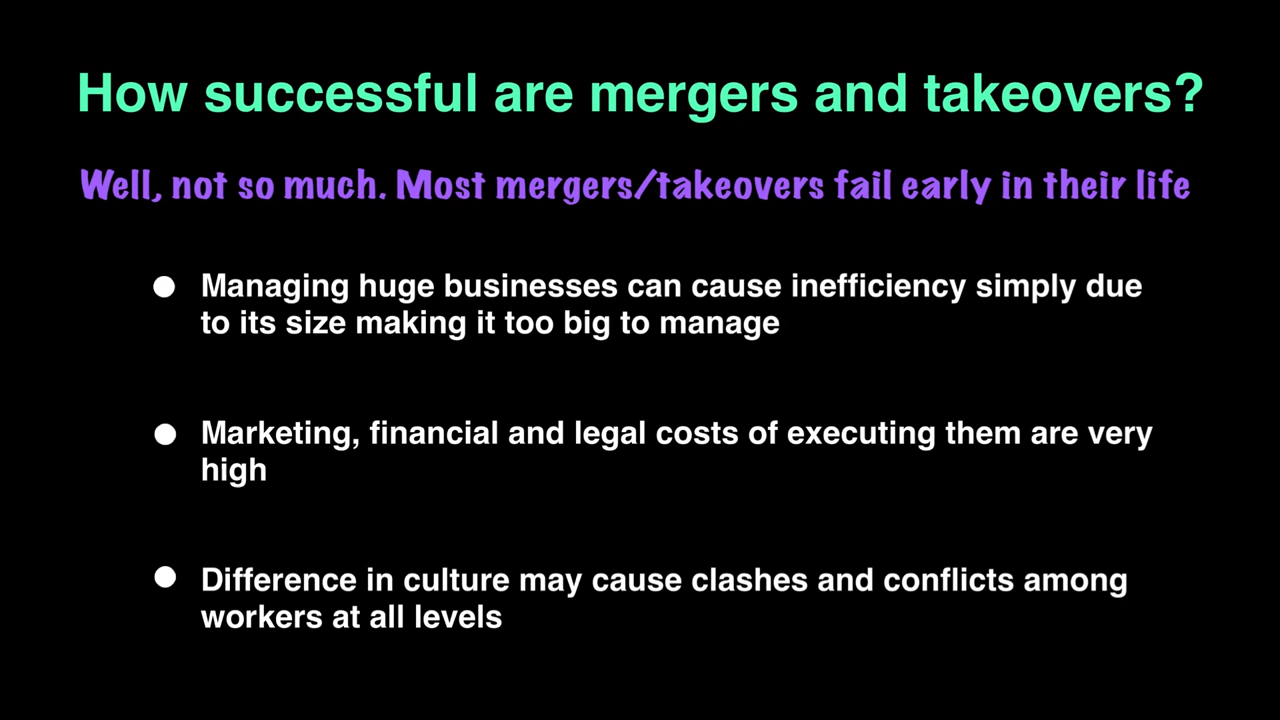 How successful are mergers and takeovers?
Well, not so much. Most mergers/takeovers fail early in their life
● Managing huge businesses can cause inefficiency simply due
to its size making it too big to manage
● Marketing, financial and legal costs of executing them are very
high
● Difference in culture may cause clashes and conflicts among
workers at all levels